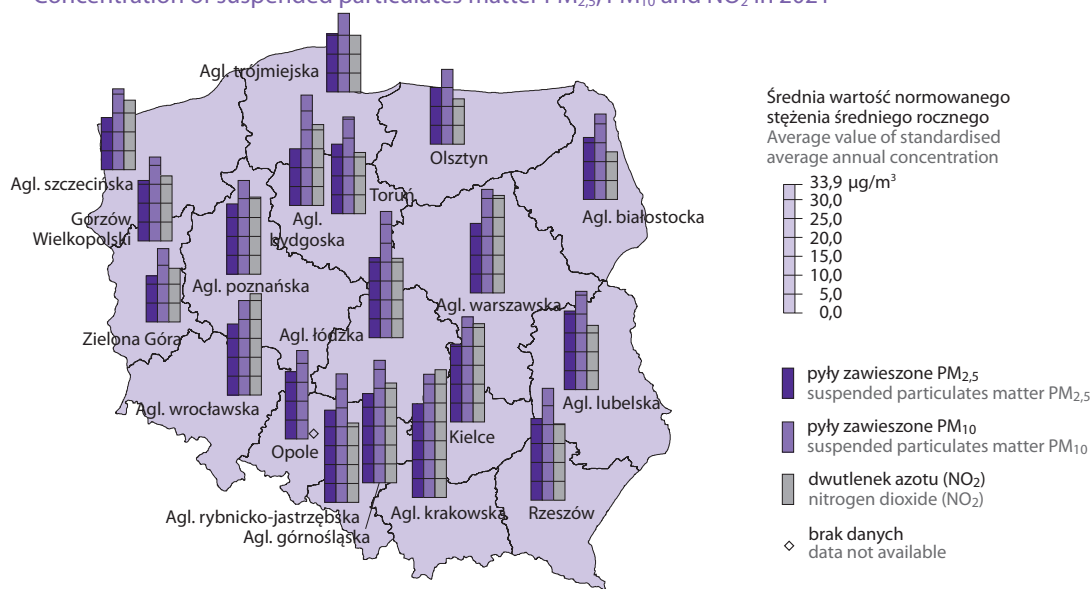 Concentration of suspended particulates matter PM2,5, PM10 and NO2 in 2021
Agl. trójmiejska
Olsztyn
Agl. szczecińska
Agl. białostocka
Toruń
Agl.
bydgoska
Gorzów
Wielkopolski
Agl. poznańska
Agl. warszawska
Zielona Góra
Agl. łódzka
Agl. wrocławska
Agl. lubelska
Kielce
Opole
Agl. rybnicko-jastrzębska
Agl. górnośląska
Agl. krakowska
Rzeszów
Średnia wartość normowanego
stężenia średniego rocznego
Average value of standardised
average annual concentration
33,9 µg/m³
30,0
25,0
20,0
15,0
10,0
5,0
0,0
pyły zawieszone PM2,5
suspended particulates matter PM2,5
pyły zawieszone PM10
suspended particulates matter PM10
dwutlenek azotu (NO2)
nitrogen dioxide (NO2)
brak danych
data not available